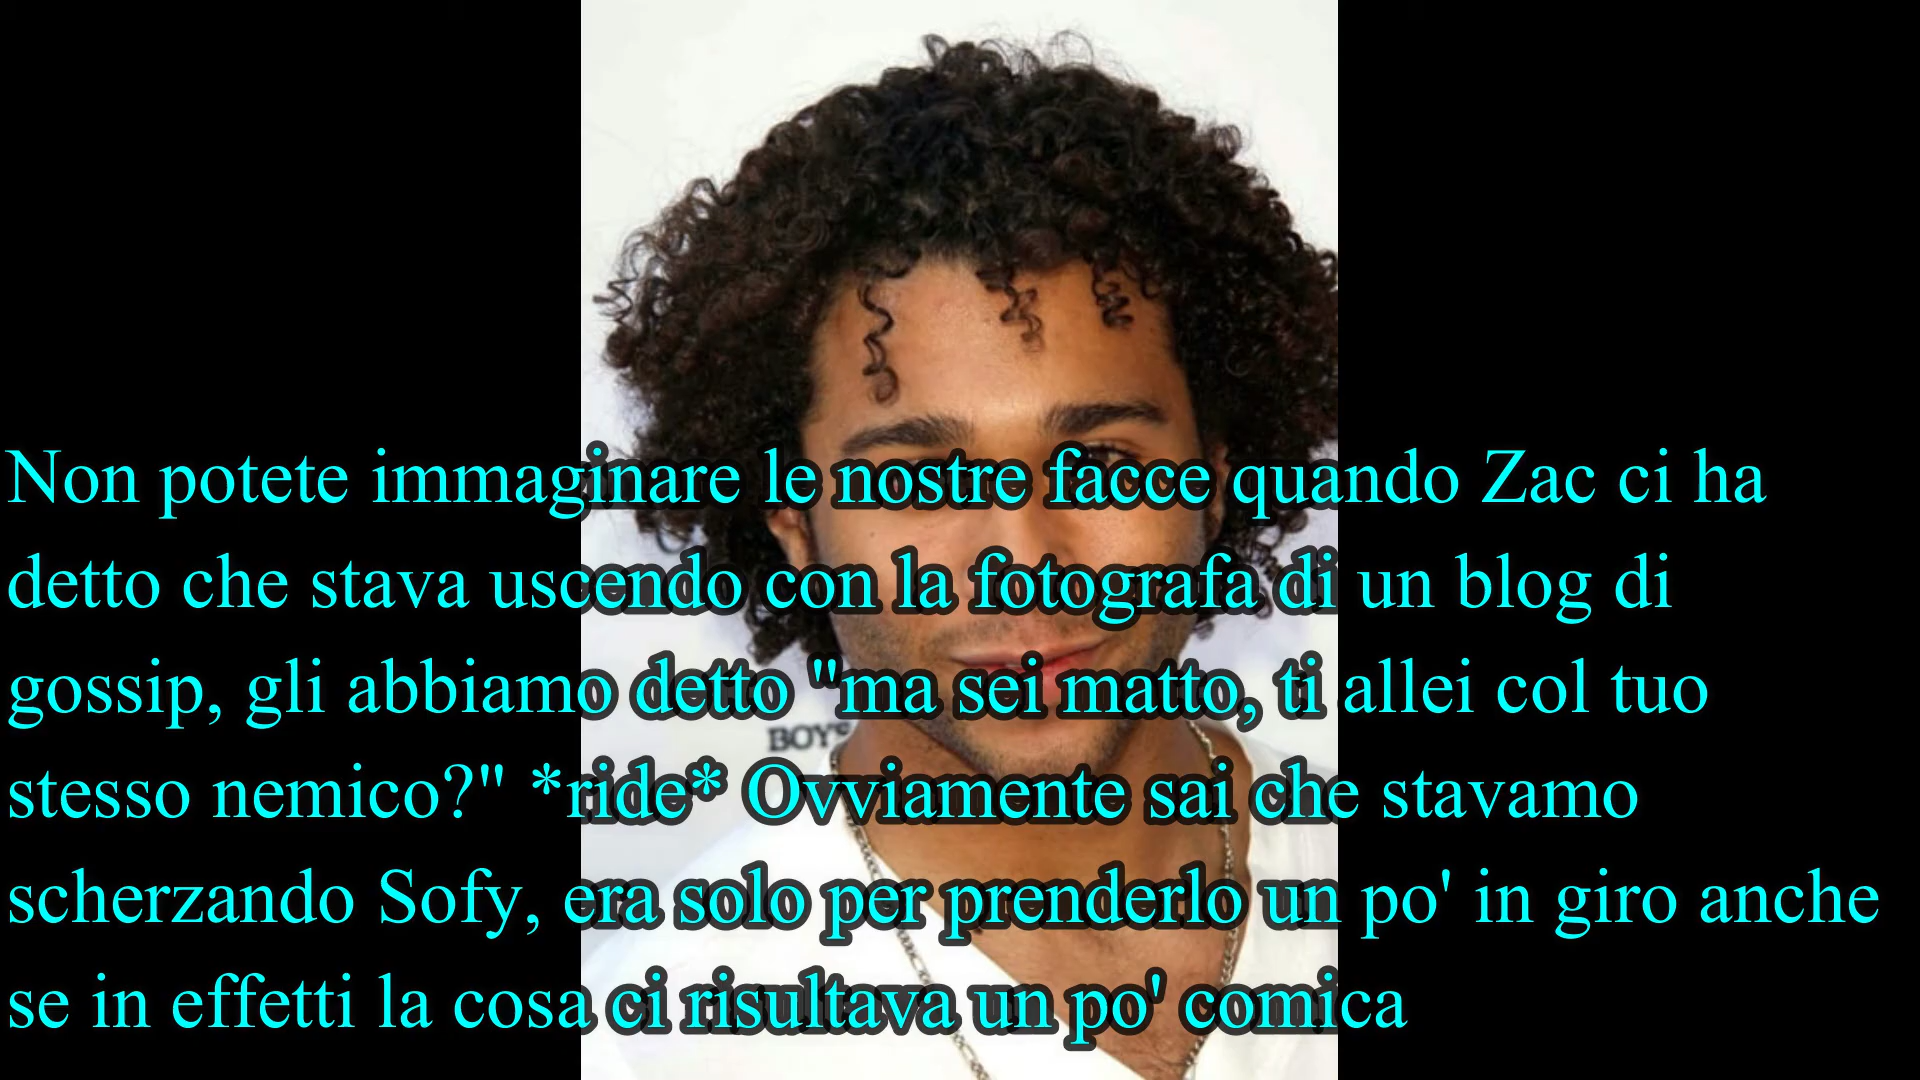 BOYS
Non potete immaginare le nostre facce quando Zac ci ha
detto che stava uscendo con la fotografa di un blog di
gossip, gli abbiamo detto "ma sei matto, ti allei col tuo
stesso nemico?" *ride* Ovviamente sai che stavamo
scherzando Sofy, era solo per prenderlo un po' in giro anche
se in effetti la cosa ci risultava un po' comica